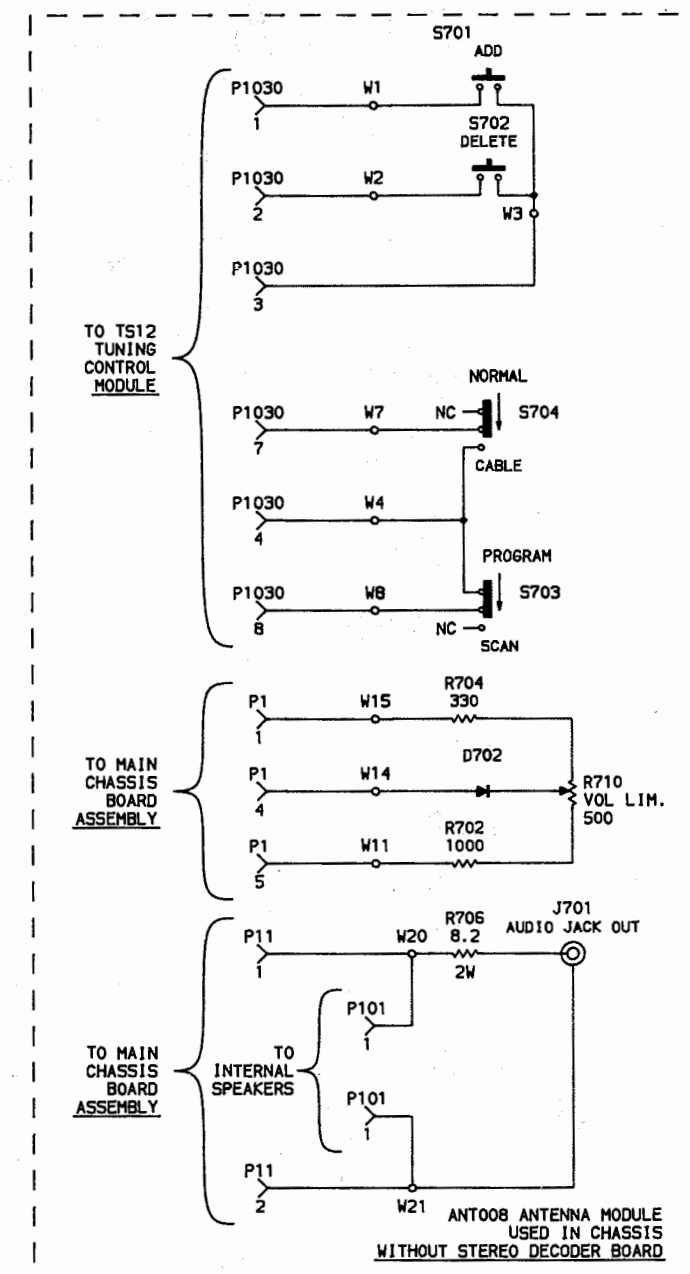 S701
ADD
P1030
W1
1
S702
DELETE
P1030
W2
2
W3
P1030
3
TO TS12
TUNING
CONTROL
MODULE
NORMAL
P1030
W7
NC
S704
7
CABLE
P1030
W4
4
PROGRAM
P1030
W8
S703
8
NC
SCAN
R704
330
P1
W15
1
TO MAIN
CHASSIS
BOARD
ASSEMBLY
D702
P1
W14
4
R710
VOL LIM.
500
R702
1000
P1
W11
5
J701
AUDIO JACK OUT
R706
8.2
2W
P11
W20
1
P101
1
TO MAIN
CHASSIS
BOARD
ASSEMBLY
TO
INTERNAL
SPEAKERS
P101
1
P11
2
W21
ANT008 ANTENNA MODULE
USED IN CHASSIS
WITHOUT STEREO DECODER BOARD